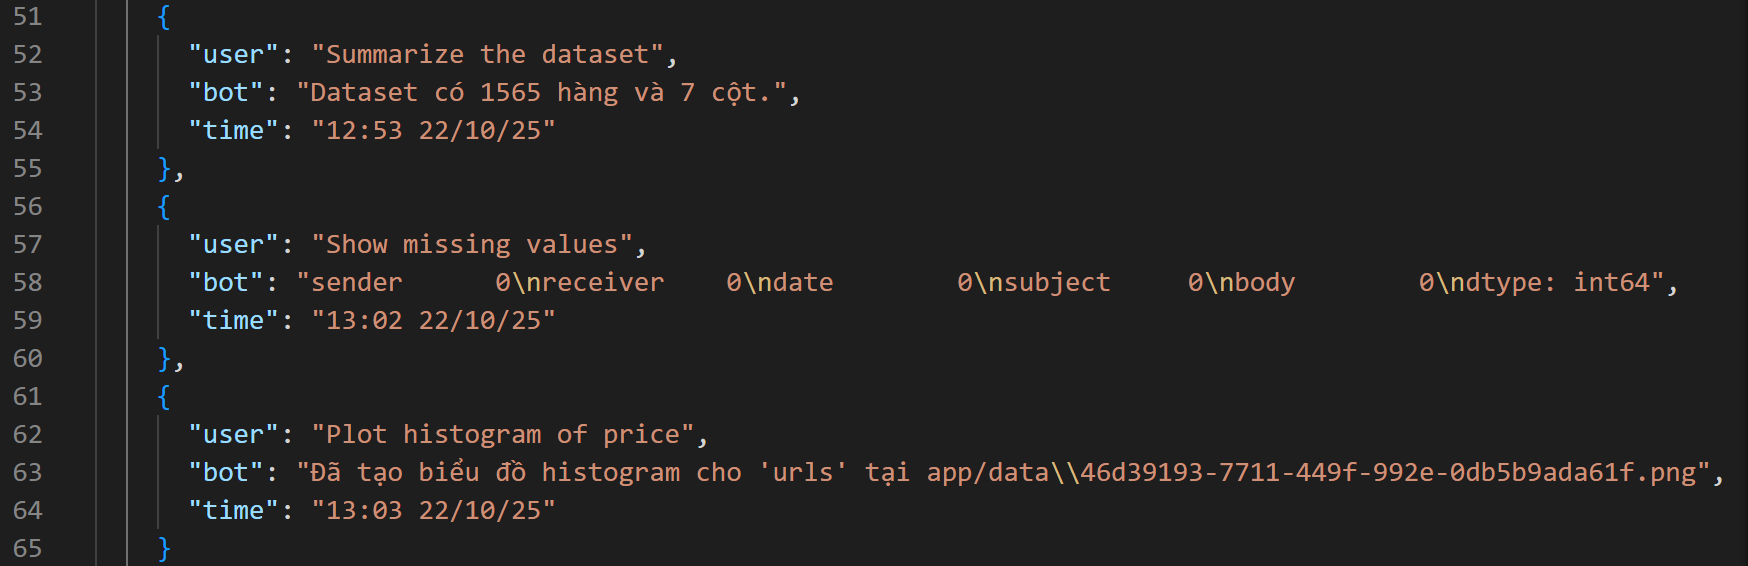 51 {
52 "user": "Summarize the dataset",
53 "bot": "Dataset có 1565 hàng và 7 cột.",
54 "time": "12:53 22/10/25"
55 },
56 {
57 "user": "Show missing values",
58 "bot": "sender      0\nreceiver    0\ndate        0\nsubject     0\nbody        0\ndtype: int64",
59 "time": "13:02 22/10/25"
60 },
61 {
62 "user": "Plot histogram of price",
63 "bot": "Đã tạo biểu đồ histogram cho 'urls' tại app/data\\46d39193-7711-449f-992e-0db5b9ada61f.png",
64 "time": "13:03 22/10/25"
65 }